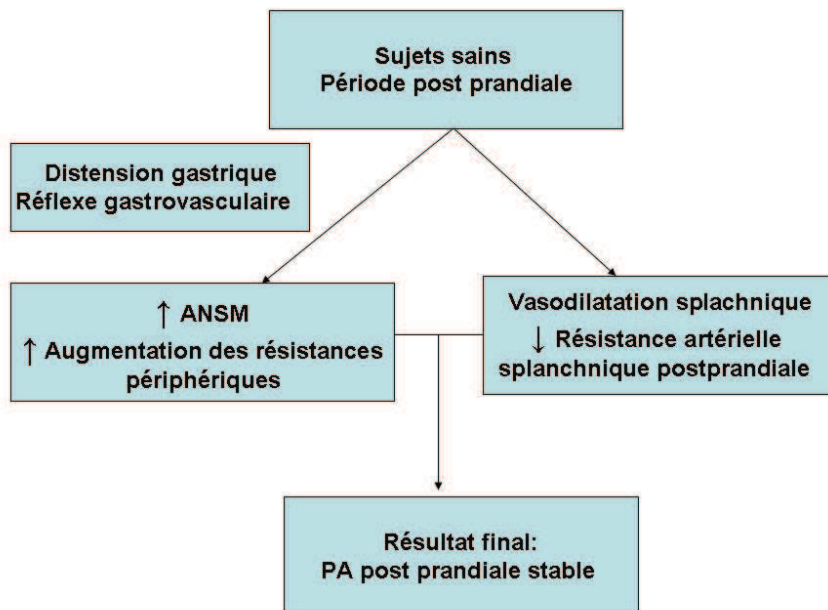 Sujets sains
Période post prandiale
Distension gastrique
Réflexe gastrovasculaire
↑ ANSM
↑ Augmentation des résistances
périphériques
Vasodilatation splachnique
↓ Résistance artérielle
splanchnique postprandiale
Résultat final:
PA post prandiale stable